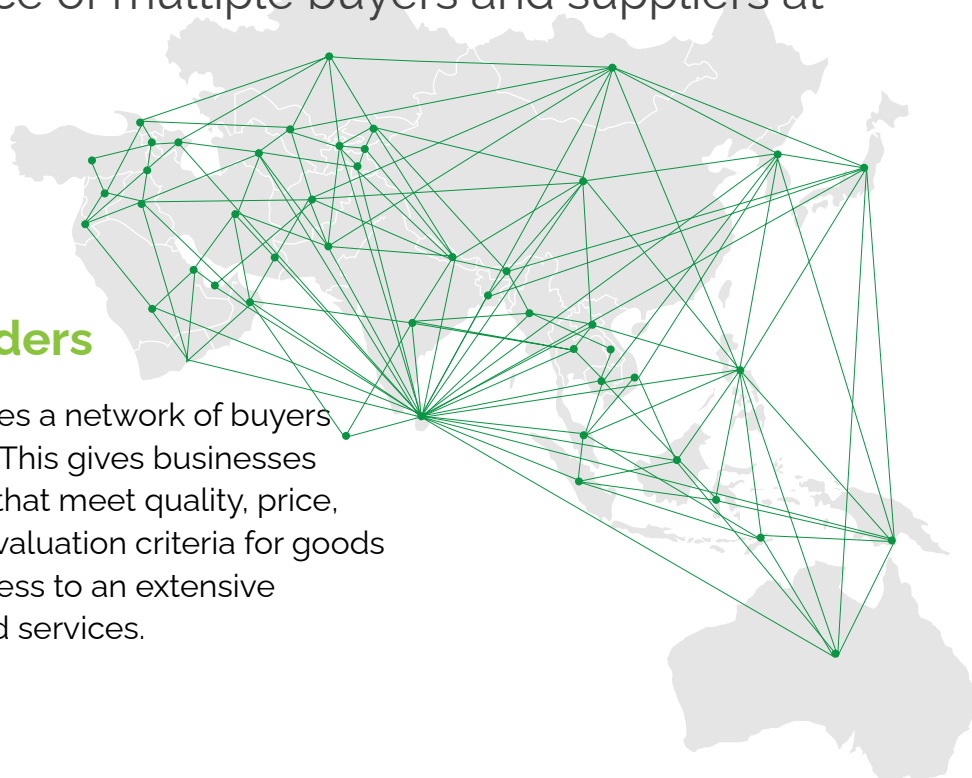 ce of multiple buyers and suppliers at
ders
es a network of buyers
This gives businesses
that meet quality, price,
valuation criteria for goods
ess to an extensive
d services.